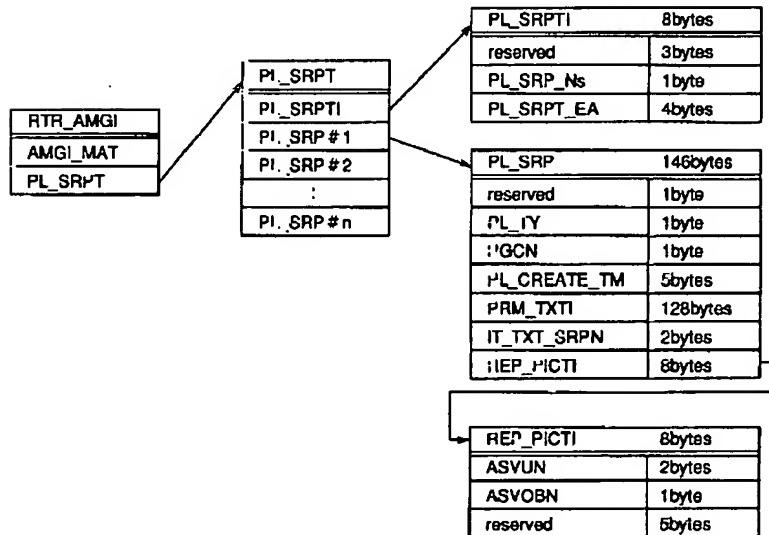 RTR_AMGI
AMGI_MAT
PL_SRPT
PL_SRPT
PL_SRPTI
PL_SRP#1
PL_SRP#2
:
PL_SRP#n
PL_SRPTI 8bytes
reserved 3bytes
PL_SRP_Ns 1byte
PL_SRPT_EA 4bytes
PL_SRP 146bytes
reserved 1byte
PL_TY 1byte
PGCN 1byte
PL_CREATE_TM 5bytes
PRM_TXTI 128bytes
IT_TXT_SRPN 2bytes
REP_PICTI 8bytes
REP_PICTI 8bytes
ASVUN 2bytes
ASVOBN 1byte
reserved 5bytes